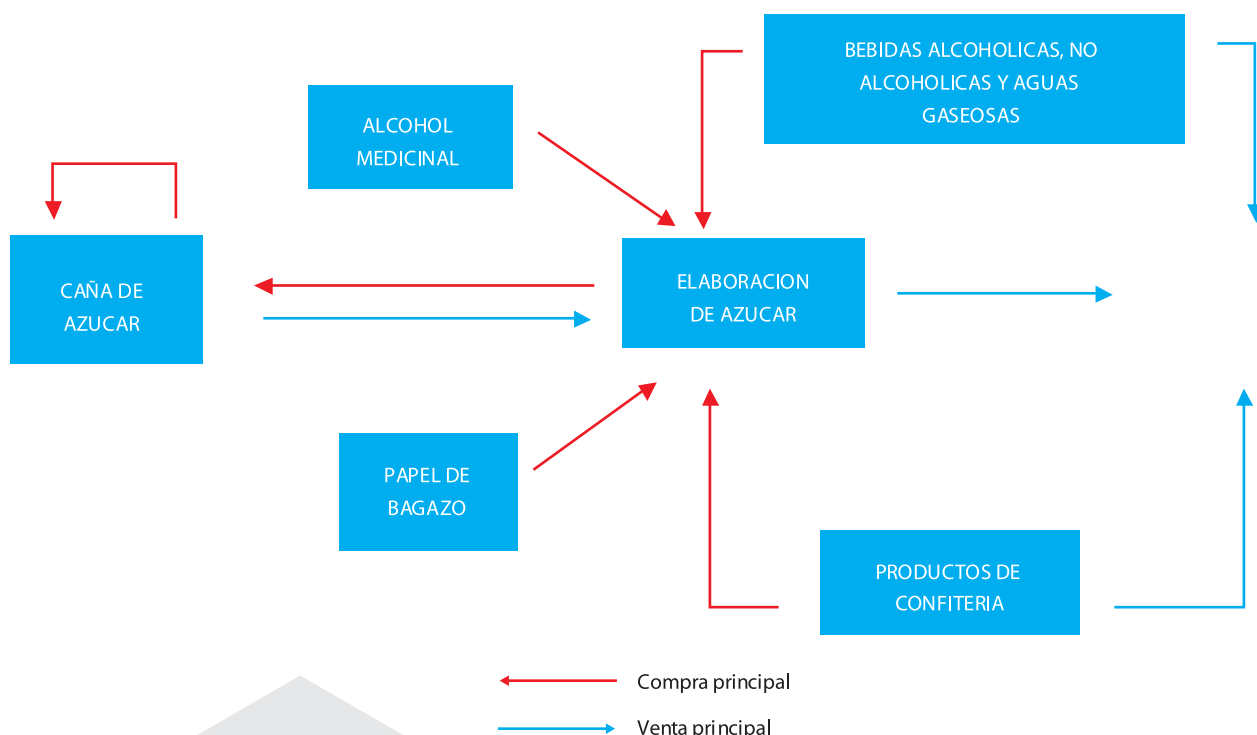 BEBIDAS ALCOHOLICAS, NO
ALCOHOLICAS Y AGUAS
GASEOSAS
ALCOHOL
MEDICINAL
CAÑA DE
AZUCAR
ELABORACION
DE AZUCAR
PAPEL DE
BAGAZO
PRODUCTOS DE
CONFITERIA
Compra principal
Venta principal